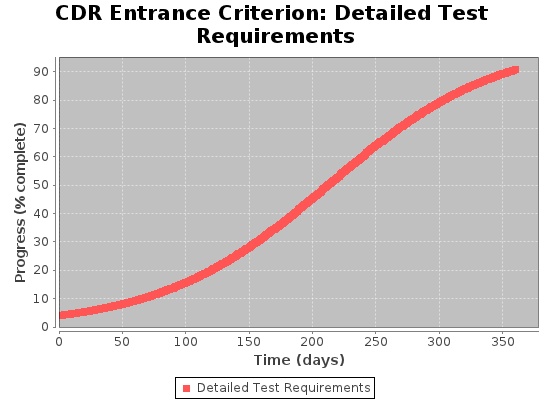 CDR Entrance Criterion: Detailed Test
Requirements
Progress (% complete)
90
80
70
60
50
40
30
20
10
0
0 50 100 150 200 250 300 350
Time (days)
Detailed Test Requirements